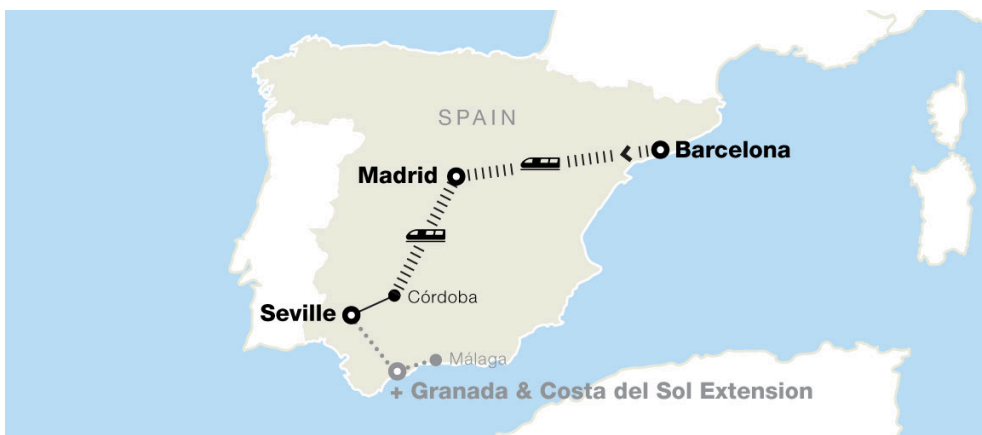 SPAIN
Barcelona
Madrid
Córdoba
Seville
Málaga
+ Granada & Costa del Sol Extension